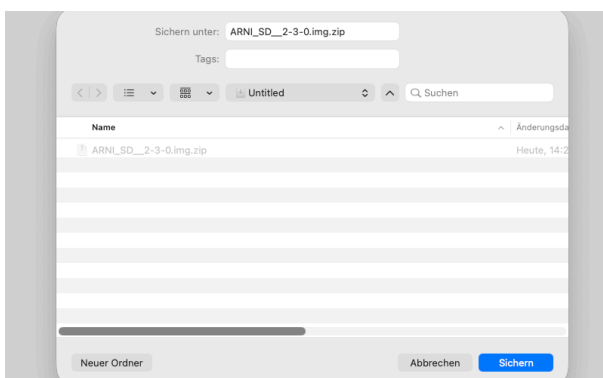 Sichern unter: ARNI_SD__2-3-0.img.zip
Tags:
Untitled Suchen
Name Änderungsda
ARNI_SD__2-3-0.img.zip Heute, 14:2
Neuer Ordner Abbrechen Sichern